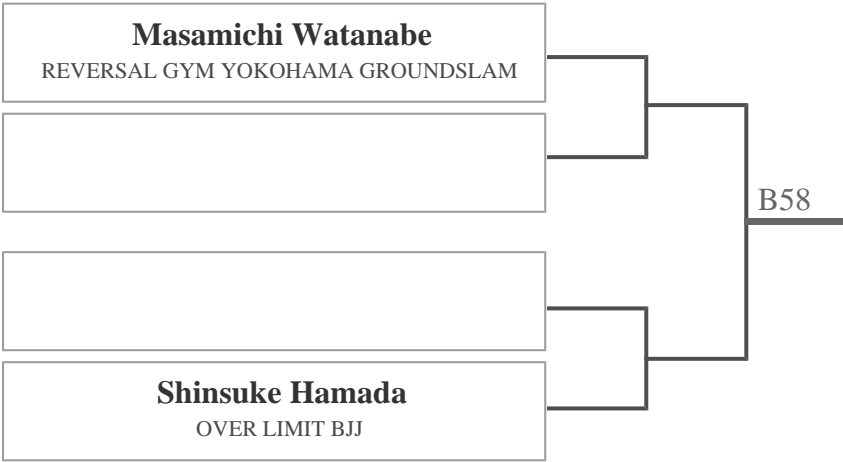 Masamichi Watanabe
REVERSAL GYM YOKOHAMA GROUNDSLAM
B58
Shinsuke Hamada
OVER LIMIT BJJ